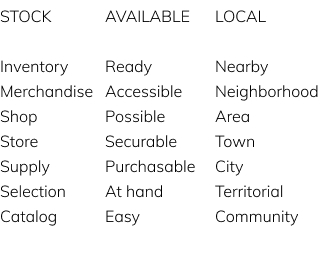 STOCK AVAILABLE LOCAL
Inventory Ready Nearby
Merchandise Accessible Neighborhood
Shop Possible Area
Store Securable Town
Supply Purchasable City
Selection At hand Territorial
Catalog Easy Community